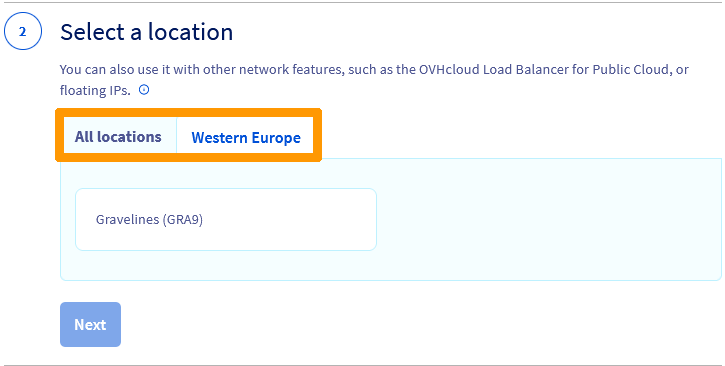 2
Select a location
You can also use it with other network features, such as the OVHcloud Load Balancer for Public Cloud, or
floating IPs.
All locations
Western Europe
Gravelines (GRA9)
Next